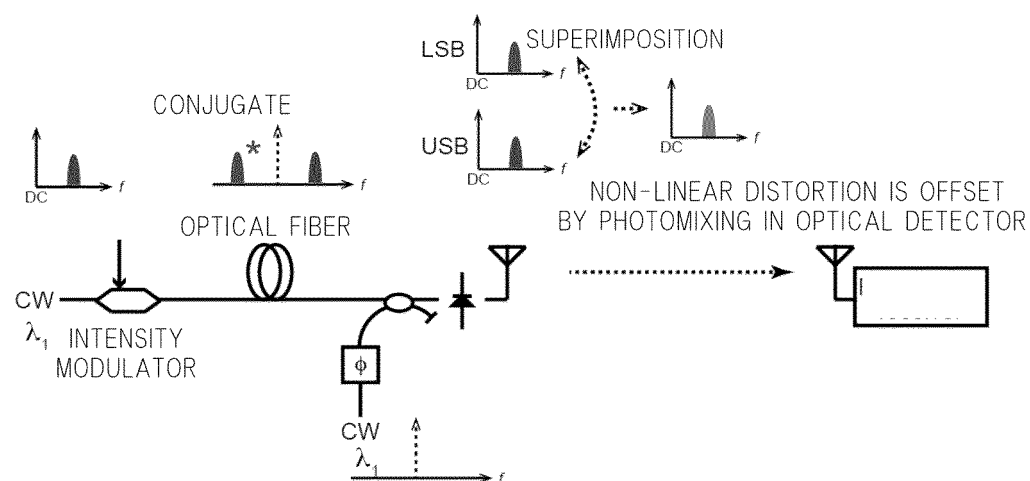 LSB
DC
f
SUPERIMPOSITION
CONJUGATE
*
DC
f
f
USB
DC
f
DC
f
NON-LINEAR DISTORTION IS OFFSET
BY PHOTOMIXING IN OPTICAL DETECTOR
OPTICAL FIBER
CW
λ1
INTENSITY
MODULATOR
ϕ
CW
λ1
f